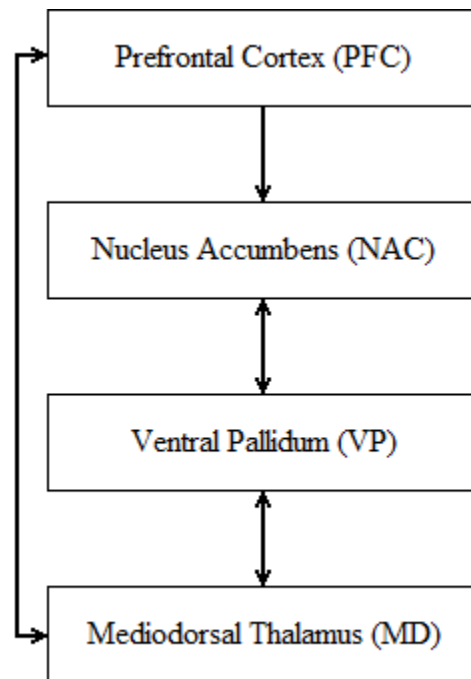 Prefrontal Cortex (PFC)
Nucleus Accumbens (NAC)
Ventral Pallidum (VP)
Mediodorsal Thalamus (MD)